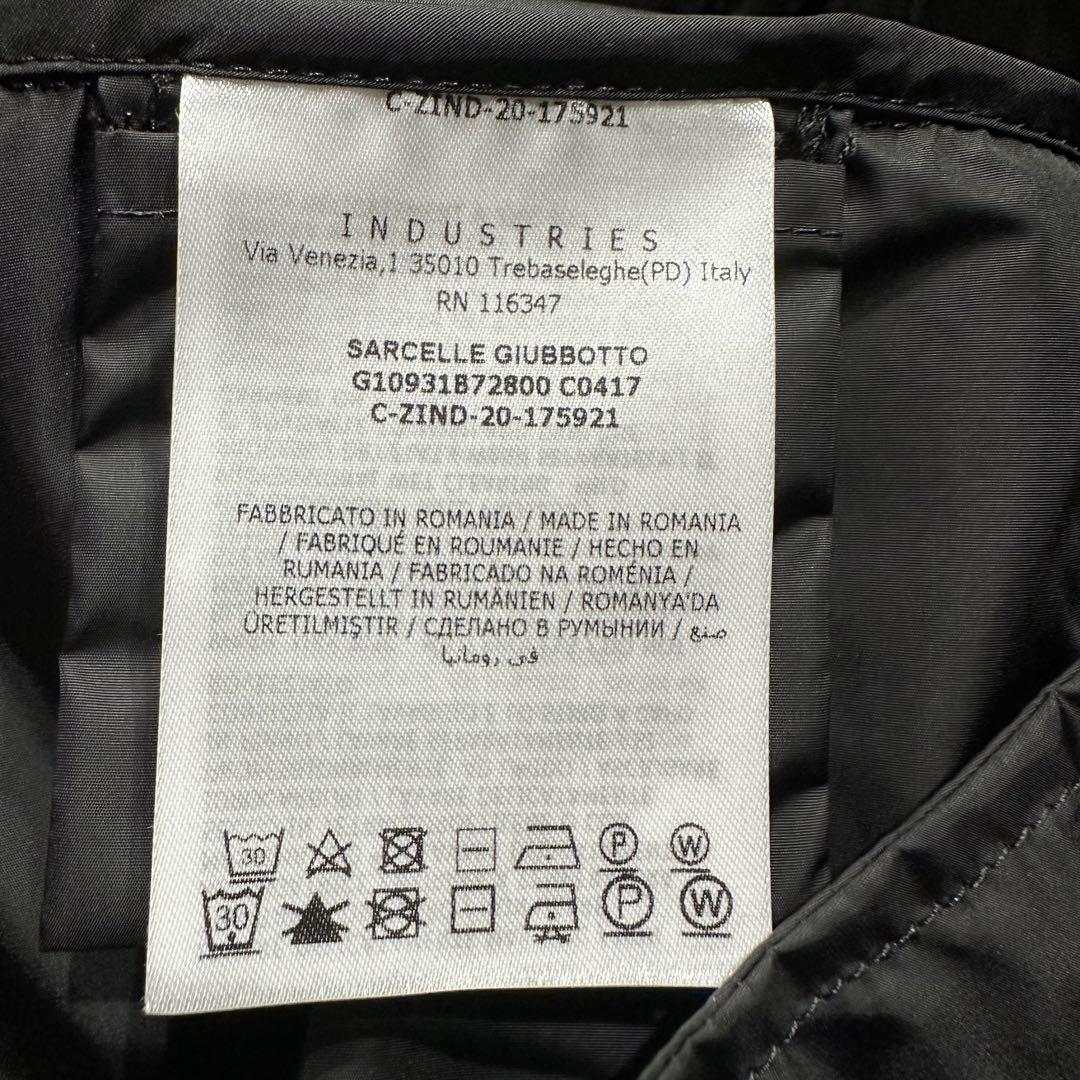 C-ZIND-20-175921
INDUSTRIES
Via Venezia,1 35010 Trebaseleghe(PD) Italy
RN 116347
SARCELLE GIUBBOTTO
G10931B72800 C0417
C-ZIND-20-175921
FABBRICATO IN ROMANIA / MADE IN ROMANIA
/ FABRIQUÉ EN ROUMANIE / HECHO EN
RUMANIA / FABRICADO NA ROMÉNIA /
HERGESTELLT IN RUMÄNIEN / ROMANYA'DA
ÜRETILMIŞTIR / СДЕЛАНО В РУМЫНИИ / صنع
في رومانيا
30 P W
30 P W